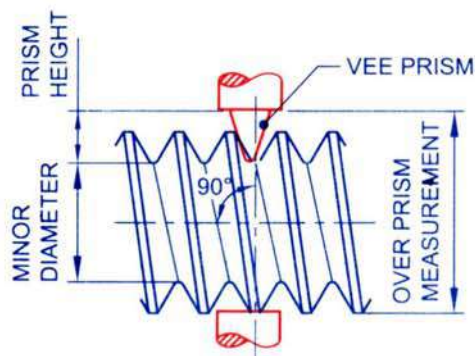 PRISM
HEIGHT
VEE PRISM
90°
MINOR
DIAMETER
OVER PRISM
MEASUREMENT